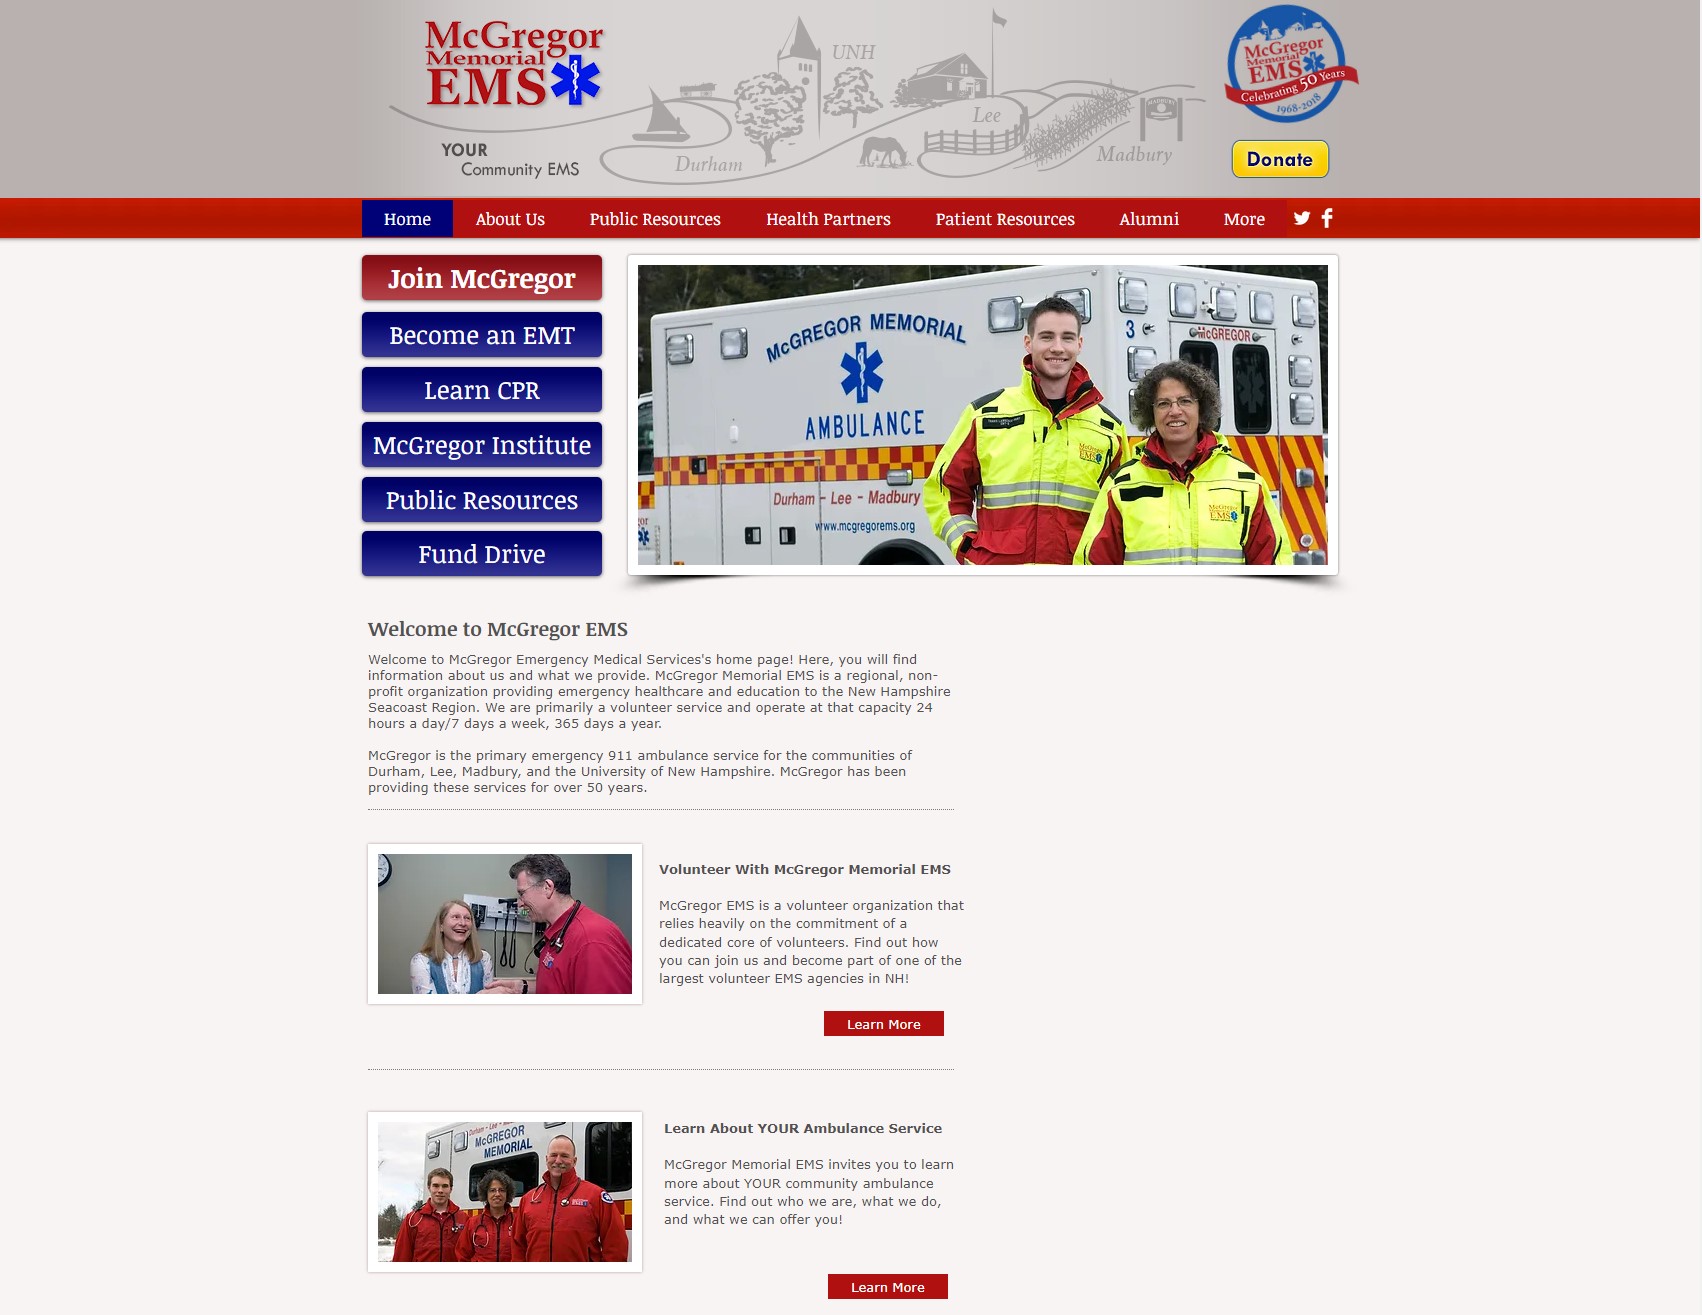 McGregor
Memorial
EMS
YOUR
Community EMS
UNH
Lee
Durham
Madbury
MADBURY
McGregor
Memorial
EMS
Celebrating 50 Years
1968-2018
Donate
Home
About Us
Public Resources
Health Partners
Patient Resources
Alumni
More
Join McGregor
Become an EMT
Learn CPR
McGregor Institute
Public Resources
Fund Drive
McGREGOR MEMORIAL
AMBULANCE
Durham - Lee - Madbury
www.mcgregorems.org
3
McGREGOR
McGregor
EMS
McGregor
EMS
Welcome to McGregor EMS
Welcome to McGregor Emergency Medical Services's home page! Here, you will find
information about us and what we provide. McGregor Memorial EMS is a regional, non-
profit organization providing emergency healthcare and education to the New Hampshire
Seacoast Region. We are primarily a volunteer service and operate at that capacity 24
hours a day/7 days a week, 365 days a year.
McGregor is the primary emergency 911 ambulance service for the communities of
Durham, Lee, Madbury, and the University of New Hampshire. McGregor has been
providing these services for over 50 years.
Volunteer With McGregor Memorial EMS
McGregor EMS is a volunteer organization that
relies heavily on the commitment of a
dedicated core of volunteers. Find out how
you can join us and become part of one of the
largest volunteer EMS agencies in NH!
Learn More
Durham - Lee -
McGREGOR
MEMORIAL
Learn About YOUR Ambulance Service
McGregor Memorial EMS invites you to learn
more about YOUR community ambulance
service. Find out who we are, what we do,
and what we can offer you!
Learn More